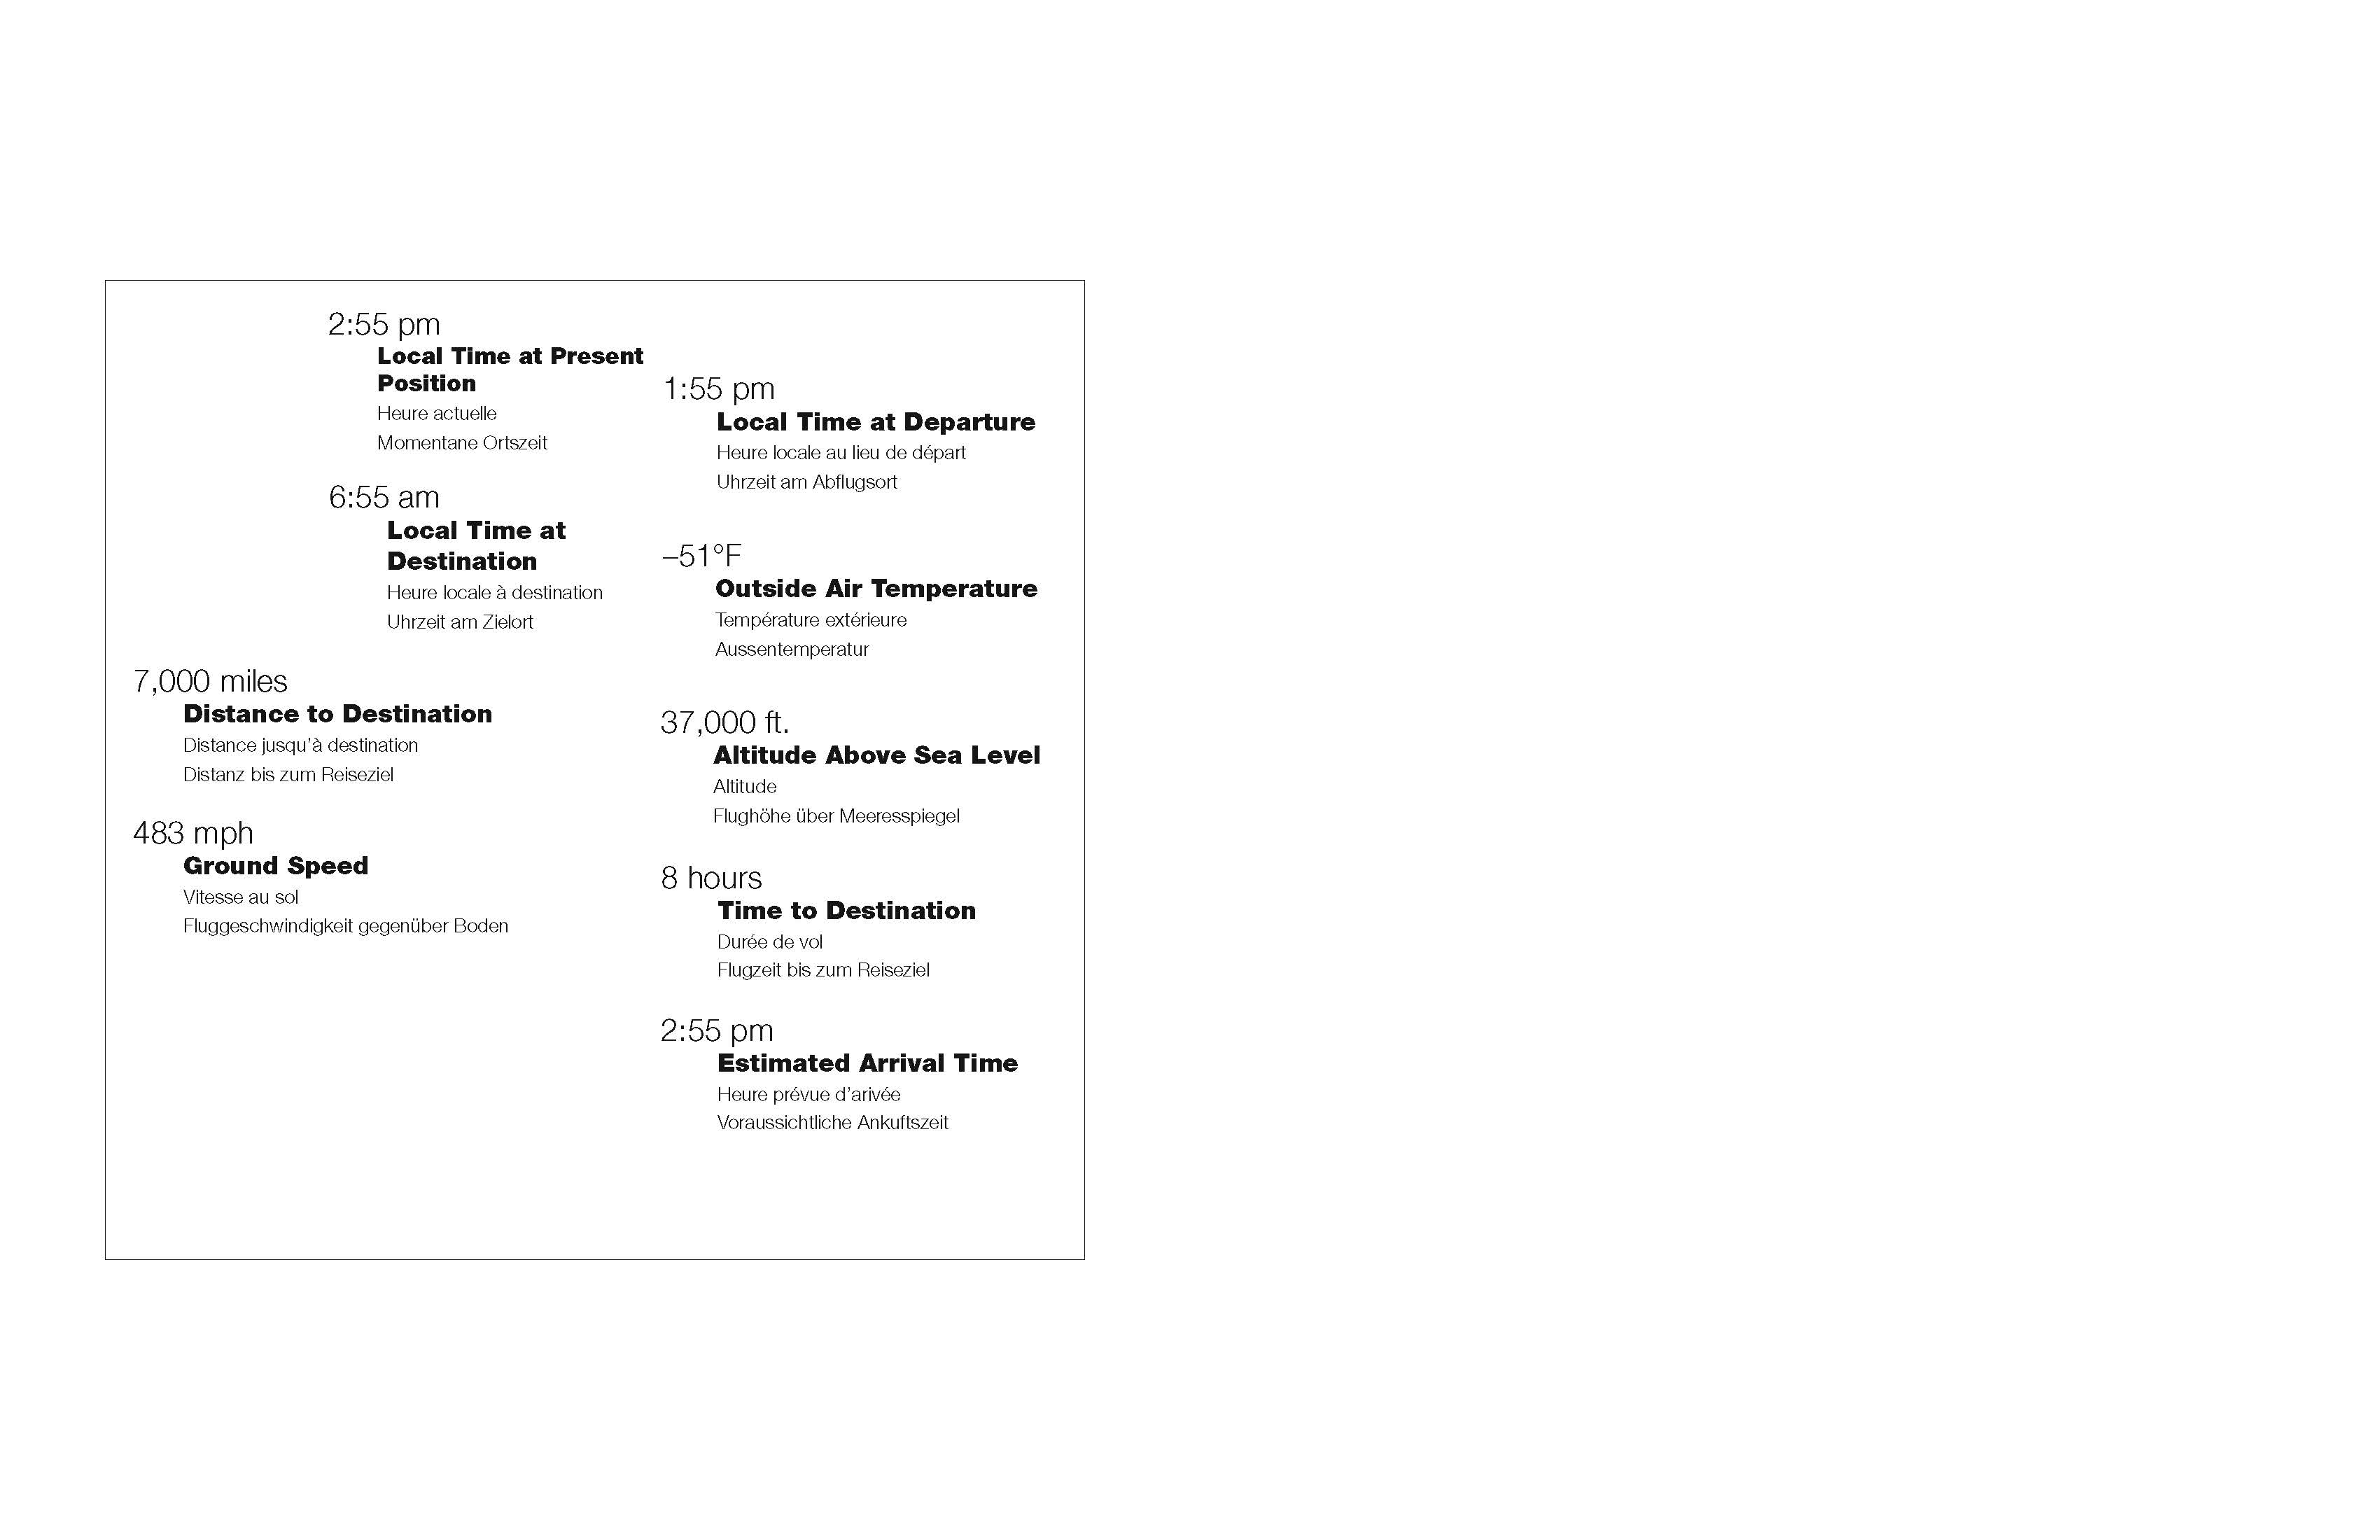 2:55 pm
Local Time at Present
Position
Heure actuelle
Momentane Ortszeit
6:55 am
Local Time at
Destination
Heure locale à destination
Uhrzeit am Zielort
7,000 miles
Distance to Destination
Distance jusqu’à destination
Distanz bis zum Reiseziel
483 mph
Ground Speed
Vitesse au sol
Fluggeschwindigkeit gegenüber Boden
1:55 pm
Local Time at Departure
Heure locale au lieu de départ
Uhrzeit am Abflugsort
–51°F
Outside Air Temperature
Température extérieure
Aussentemperatur
37,000 ft.
Altitude Above Sea Level
Altitude
Flughöhe über Meeresspiegel
8 hours
Time to Destination
Durée de vol
Flugzeit bis zum Reiseziel
2:55 pm
Estimated Arrival Time
Heure prévue d’arivée
Voraussichtliche Ankuftszeit